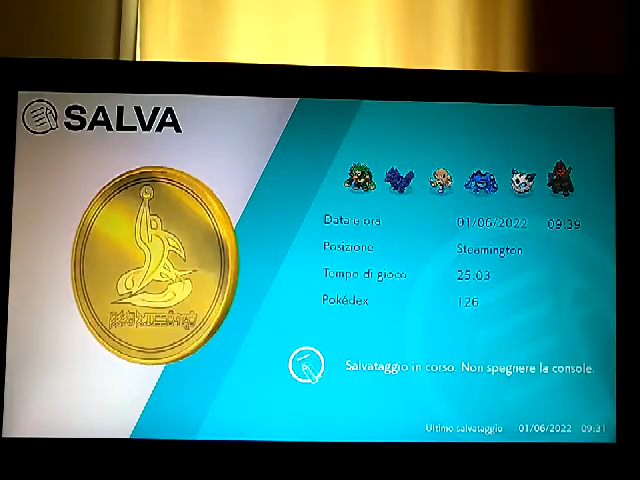 SALVA
Data e ora 01/06/2022 09:39
Posizione Steamington
Tempo di gioco 25:03
Pokédex 126
Salvataggio in corso. Non spegnere la console.
Ultimo salvataggio 01/06/2022 09:31